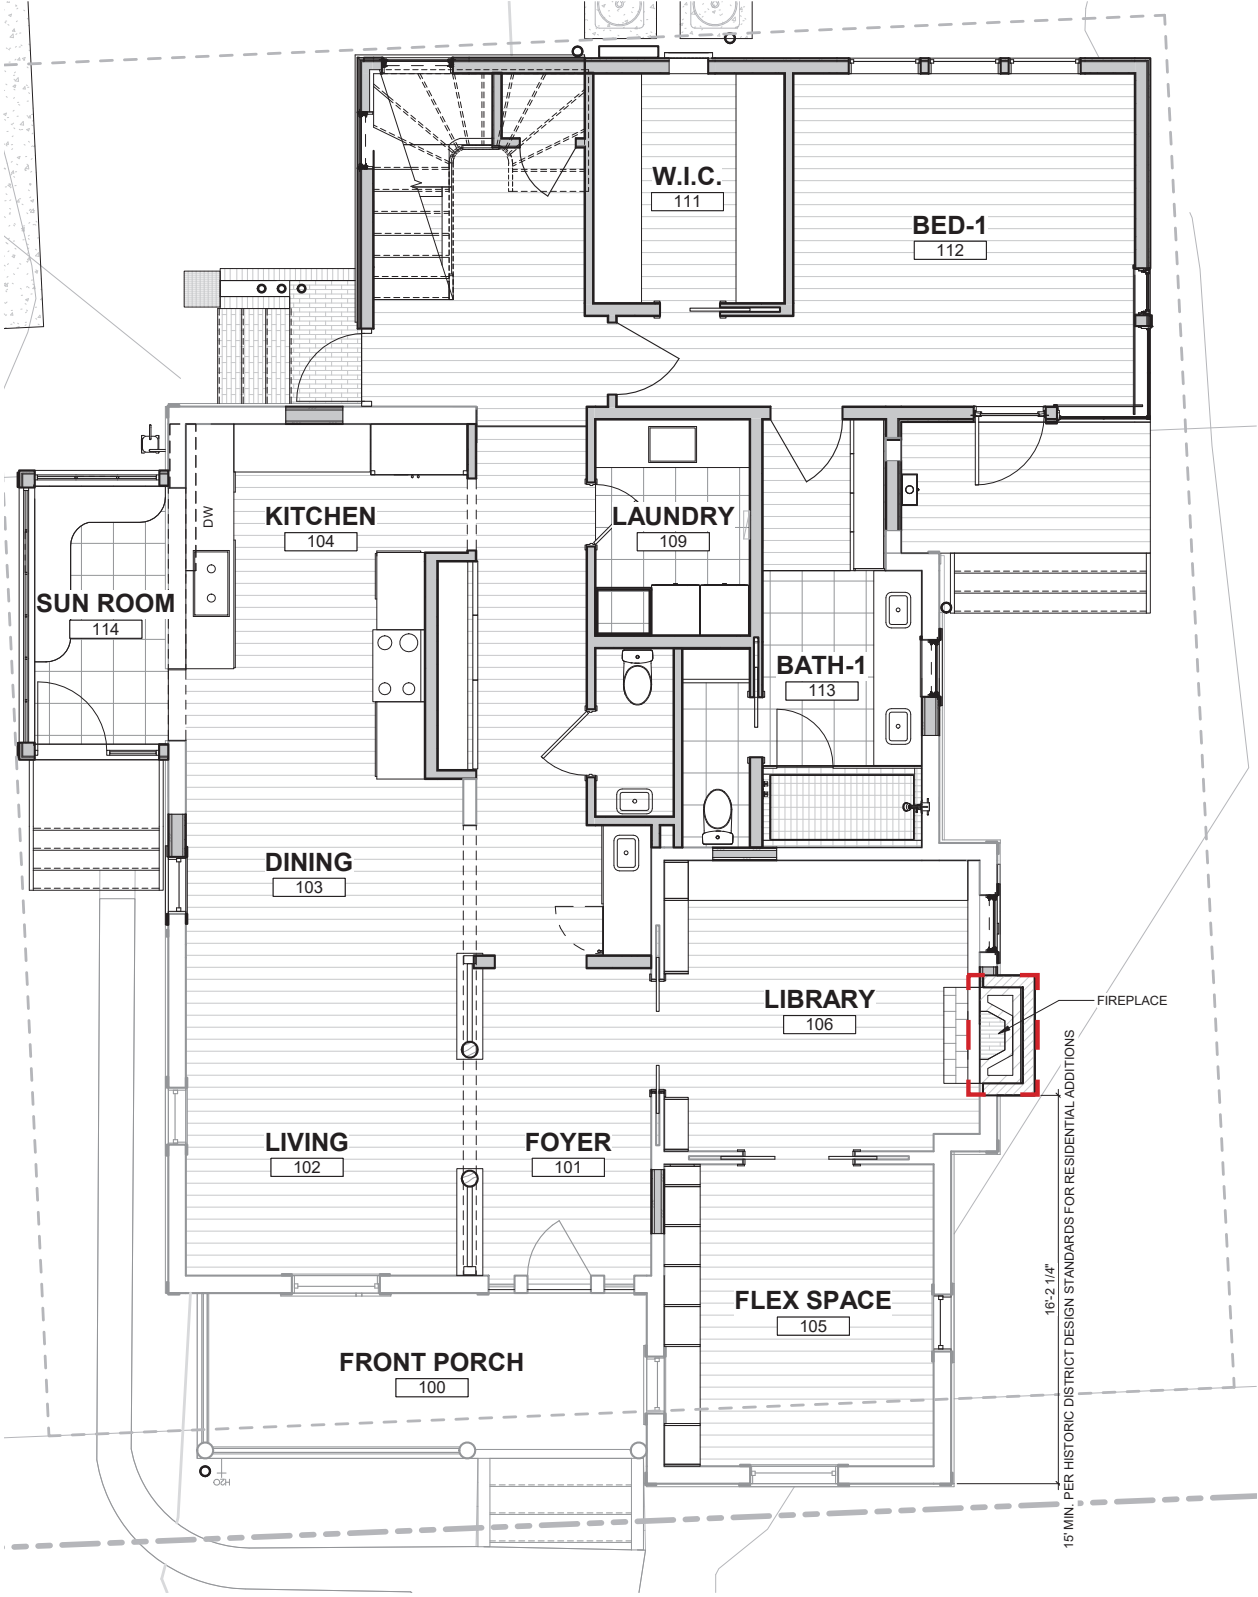 W.I.C.
111
BED-1
112
KITCHEN
104
DW
LAUNDRY
109
SUN ROOM
114
BATH-1
113
DINING
103
LIBRARY
106
FIREPLACE
LIVING
102
FOYER
101
FLEX SPACE
105
FRONT PORCH
100
H2O
16'-2 1/4"
15' MIN. PER HISTORIC DISTRICT DESIGN STANDARDS FOR RESIDENTIAL ADDITIONS